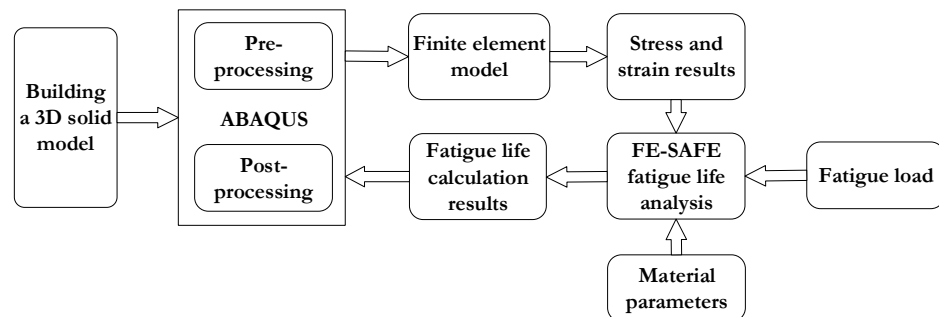 Building
a 3D solid
model
Pre-
processing
ABAQUS
Post-
processing
Finite element
model
Stress and
strain results
Fatigue life
calculation
results
FE-SAFE
fatigue life
analysis
Fatigue load
Material
parameters